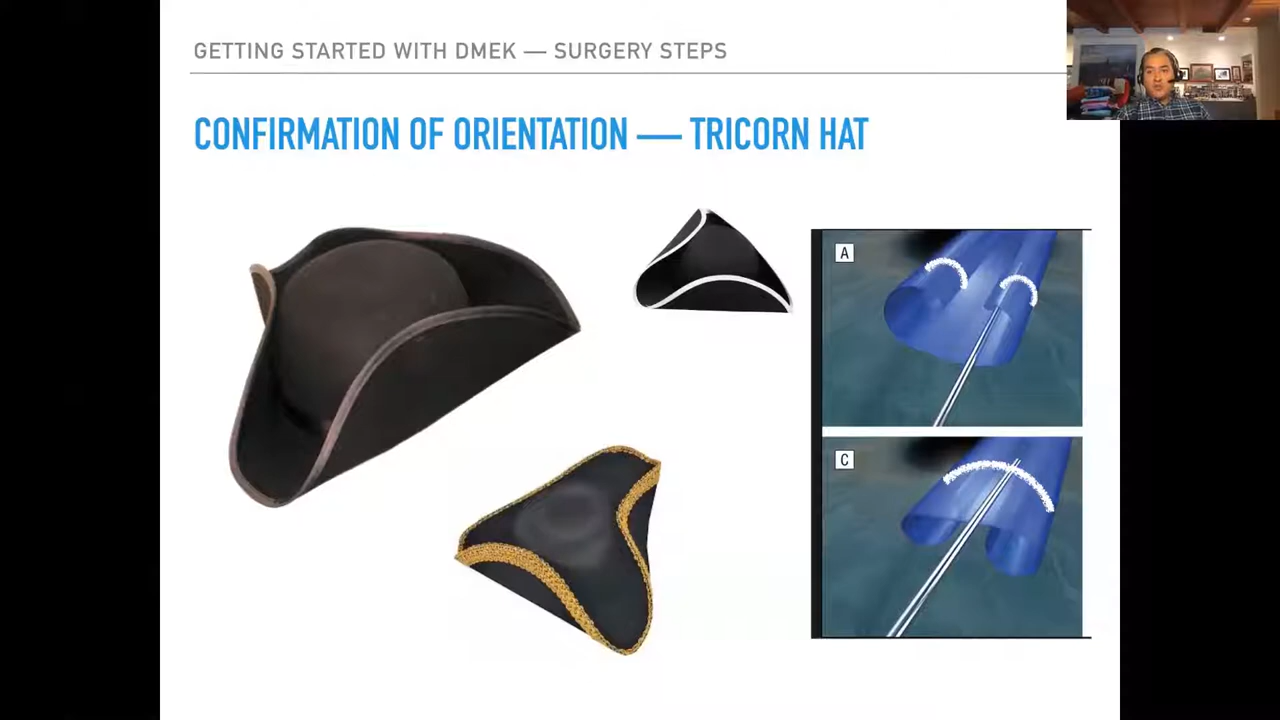 GETTING STARTED WITH DMEK — SURGERY STEPS
CONFIRMATION OF ORIENTATION — TRICORN HAT
A
C